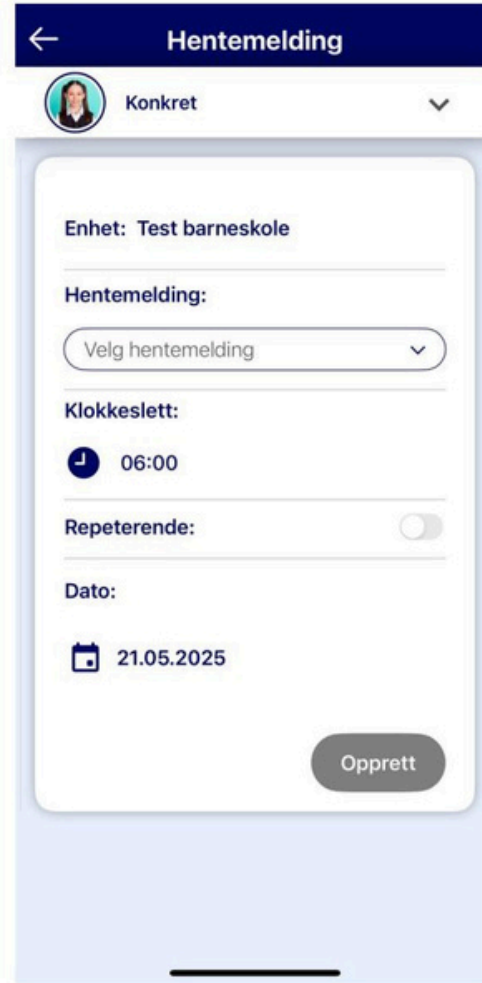 Hentemelding
Konkret
Enhet: Test barneskole
Hentemelding:
Velg hentemelding
Klokkeslett:
06:00
Repeterende:
Dato:
21.05.2025
Opprett